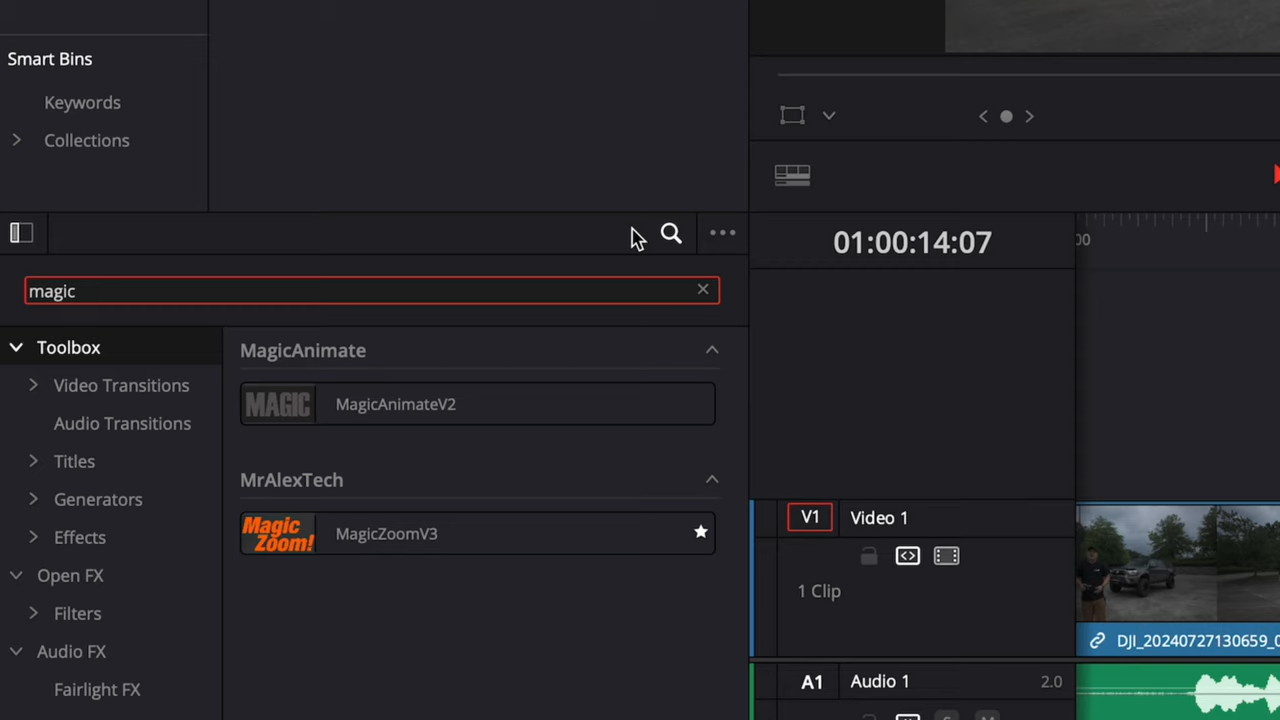 Smart Bins
Keywords
Collections
magic
Toolbox
Video Transitions
Audio Transitions
Titles
Generators
Effects
Open FX
Filters
Audio FX
Fairlight FX
MagicAnimate
MAGIC
MagicAnimateV2
MrAlexTech
Magic
Zoom!
MagicZoomV3
01:00:14:07
00
V1
Video 1
1 Clip
DJI_20240727130659_0
A1
Audio 1
2.0
S
M